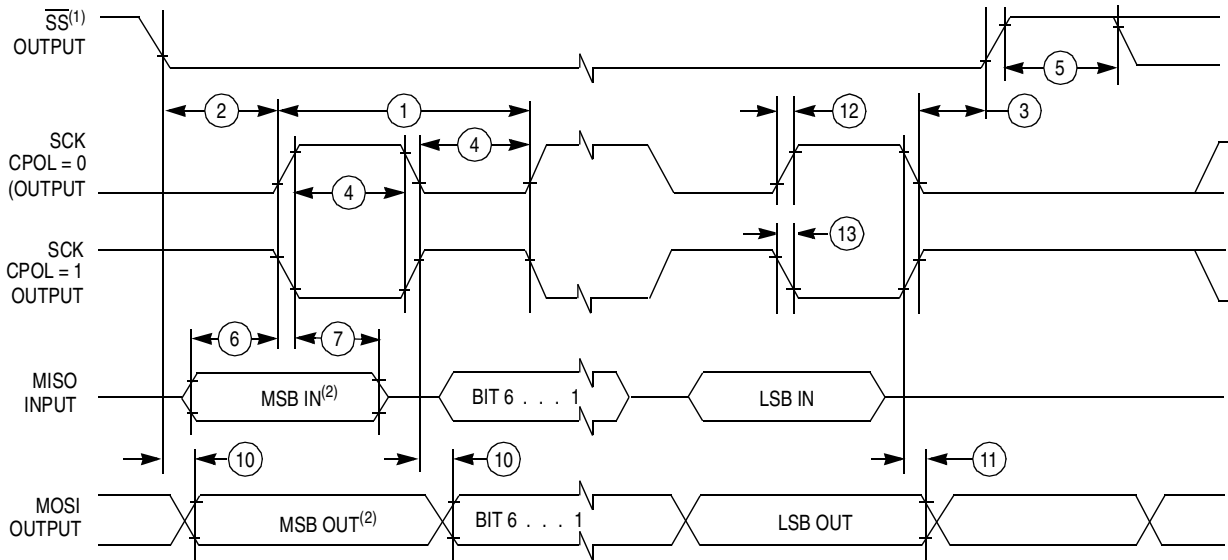 SS(1)
OUTPUT
5
2
1
12
3
SCK
CPOL = 0
(OUTPUT
4
4
SCK
CPOL = 1
OUTPUT
13
6
7
MISO
INPUT
MSB IN(2)
BIT 6 . . . 1
LSB IN
10
10
11
MOSI
OUTPUT
MSB OUT(2)
BIT 6 . . . 1
LSB OUT